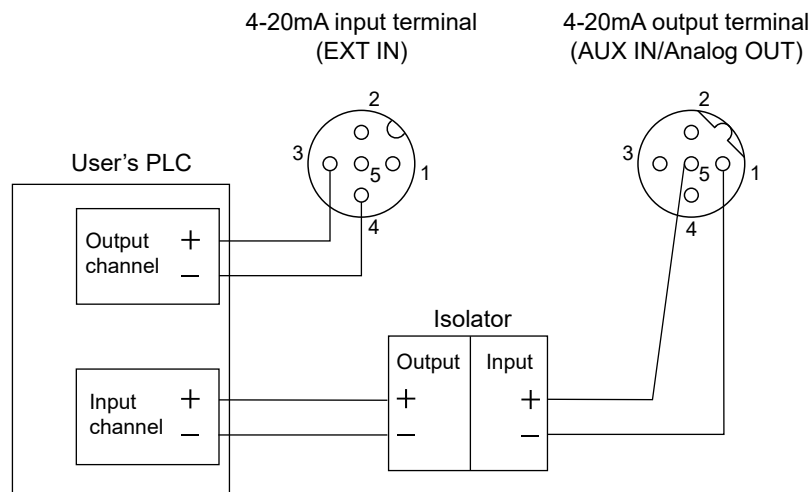 4-20mA input terminal
(EXT IN)
4-20mA output terminal
(AUX IN/Analog OUT)
2
3
5
1
4
2
3
5
1
4
User's PLC
Output
channel
+
−
Isolator
Output
Input
Input
channel
+
−
+
−
+
−